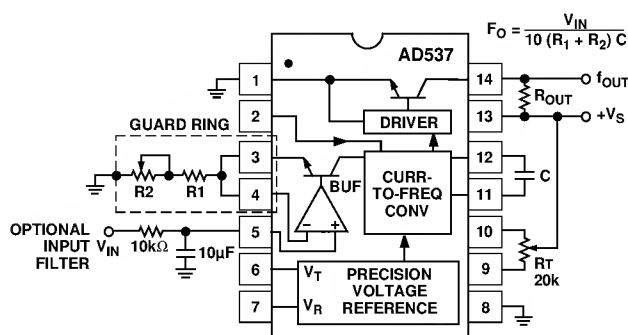 AD537
F_O = V_IN / 10 (R_1 + R_2) C
1
14
f_OUT
R_OUT
2
DRIVER
13
+V_S
GUARD RING
3
12
R2
R1
BUF
CURR-
TO-FREQ
CONV
C
4
11
OPTIONAL
INPUT
FILTER
V_IN
10kΩ
10µF
5
− +
10
R_T
20k
6
V_T
PRECISION
VOLTAGE
REFERENCE
9
7
V_R
8